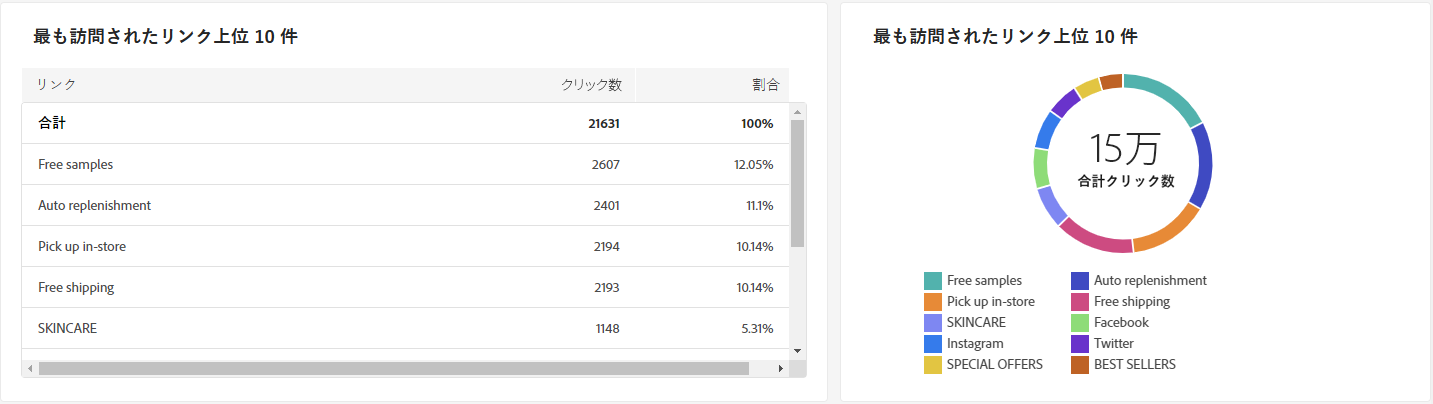 最も訪問されたリンク上位 10 件
リンク クリック数 割合
合計 21631 100%
Free samples 2607 12.05%
Auto replenishment 2401 11.1%
Pick up in-store 2194 10.14%
Free shipping 2193 10.14%
SKINCARE 1148 5.31%
最も訪問されたリンク上位 10 件
15万
合計クリック数
Free samples Auto replenishment
Pick up in-store Free shipping
SKINCARE Facebook
Instagram Twitter
SPECIAL OFFERS BEST SELLERS